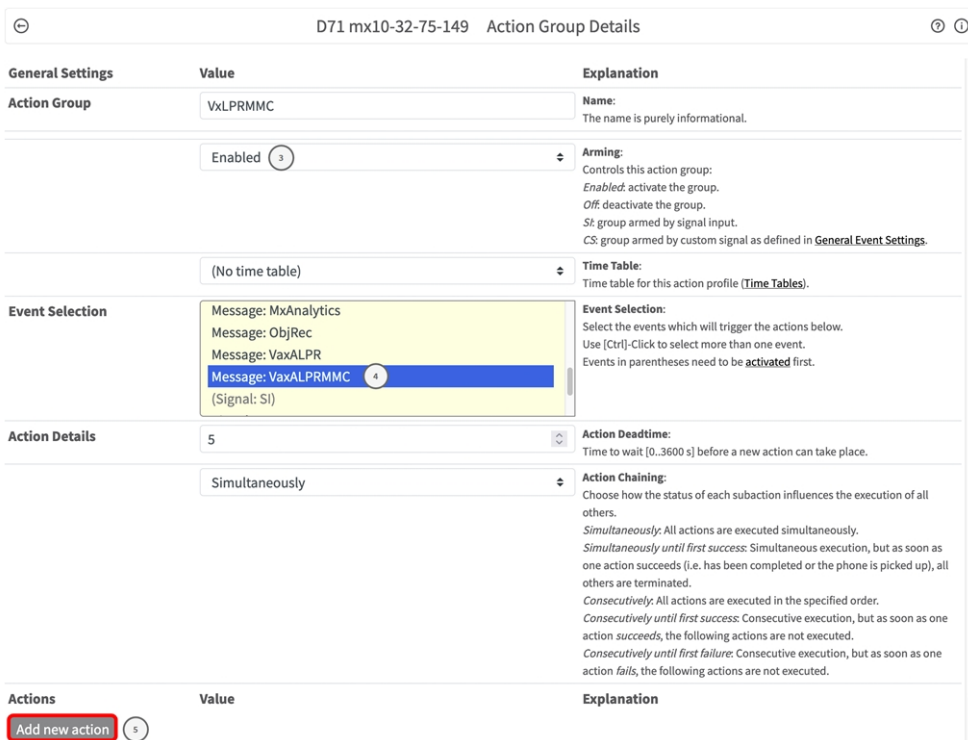 D71 mx10-32-75-149 Action Group Details
General Settings Value Explanation
Action Group VxLPRMMC Name:
The name is purely informational.
Enabled 3 Arming:
Controls this action group:
Enabled: activate the group.
Off: deactivate the group.
SI: group armed by signal input.
CS: group armed by custom signal as defined in General Event Settings.
(No time table) Time Table:
Time table for this action profile (Time Tables).
Event Selection Message: MxAnalytics Event Selection:
Message: ObjRec Select the events which will trigger the actions below.
Message: VaxALPR Use [Ctrl]-Click to select more than one event.
Message: VaxALPRMMC 4 Events in parentheses need to be activated first.
(Signal: SI)
Action Details 5 Action Deadtime:
Time to wait [0..3600 s] before a new action can take place.
Simultaneously Action Chaining:
Choose how the status of each subaction influences the execution of all
others.
Simultaneously: All actions are executed simultaneously.
Simultaneously until first success: Simultaneous execution, but as soon as
one action succeeds (i.e. has been completed or the phone is picked up), all
others are terminated.
Consecutively: All actions are executed in the specified order.
Consecutively until first success: Consecutive execution, but as soon as one
action succeeds, the following actions are not executed.
Consecutively until first failure: Consecutive execution, but as soon as one
action fails, the following actions are not executed.
Actions Value Explanation
Add new action 5